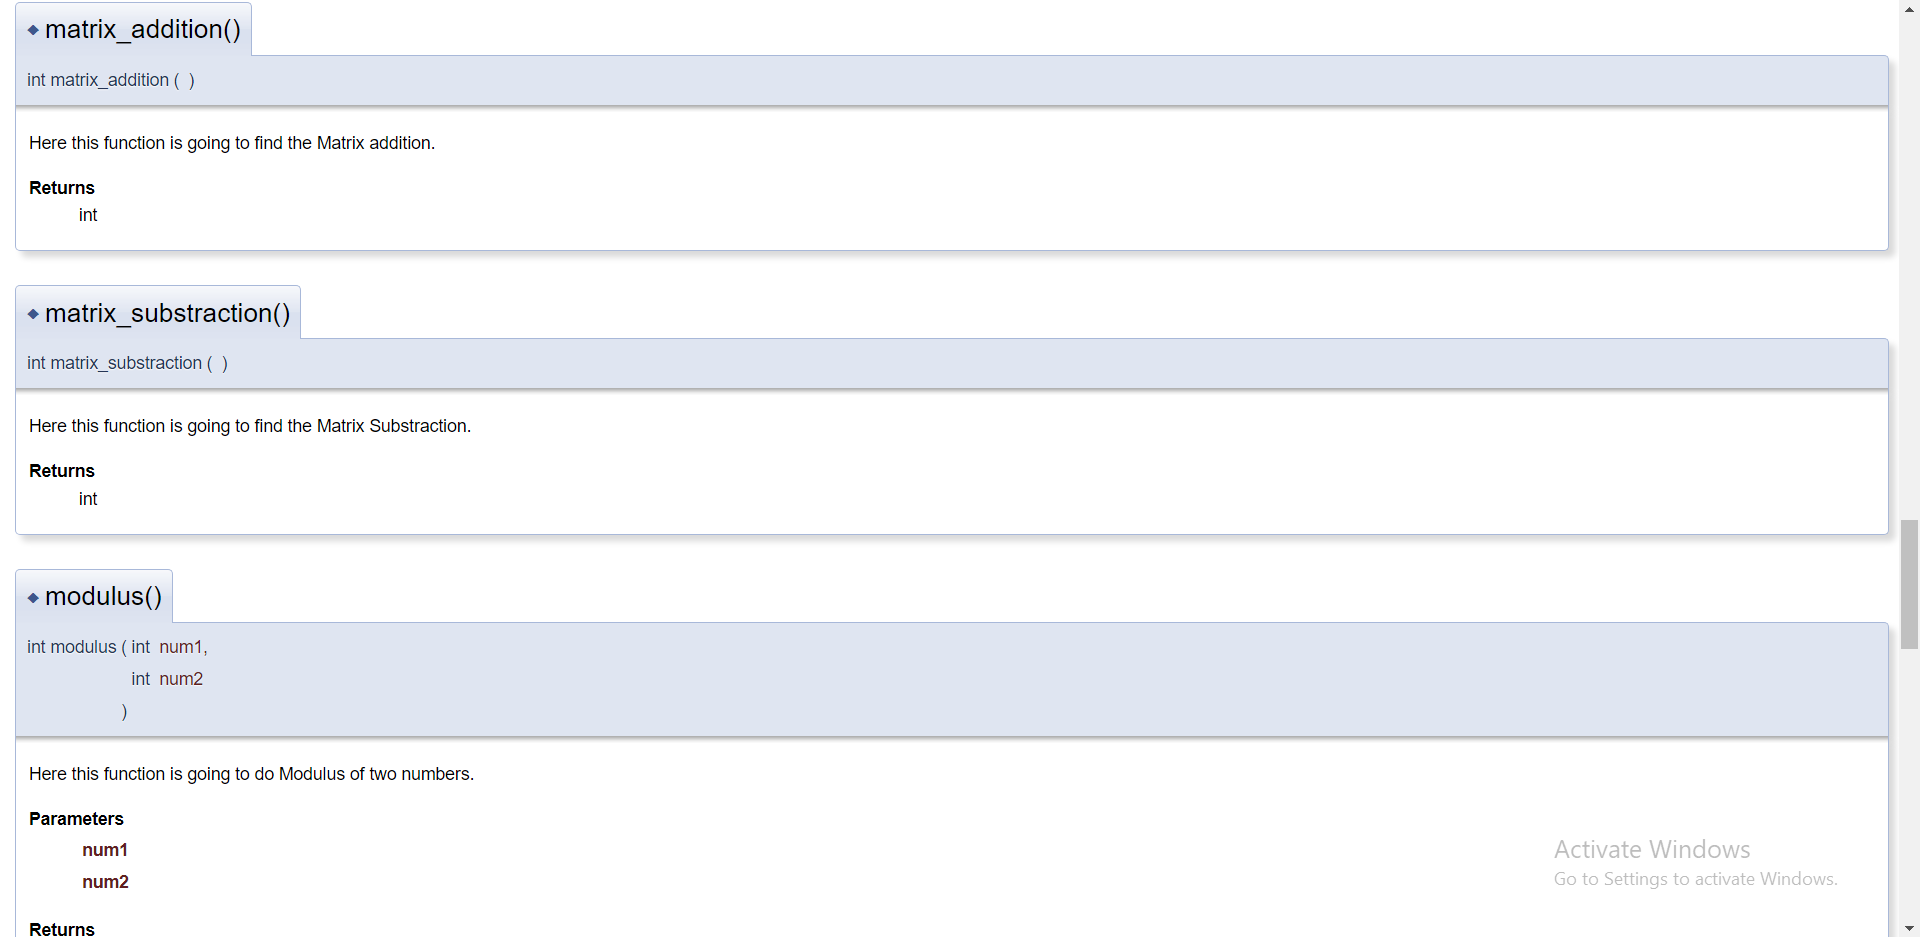 matrix_addition()
int matrix_addition ( )
Here this function is going to find the Matrix addition.
Returns
int
matrix_substraction()
int matrix_substraction ( )
Here this function is going to find the Matrix Substraction.
Returns
int
modulus()
int modulus ( int num1,
int num2
)
Here this function is going to do Modulus of two numbers.
Parameters
num1
num2
Returns
Activate Windows
Go to Settings to activate Windows.